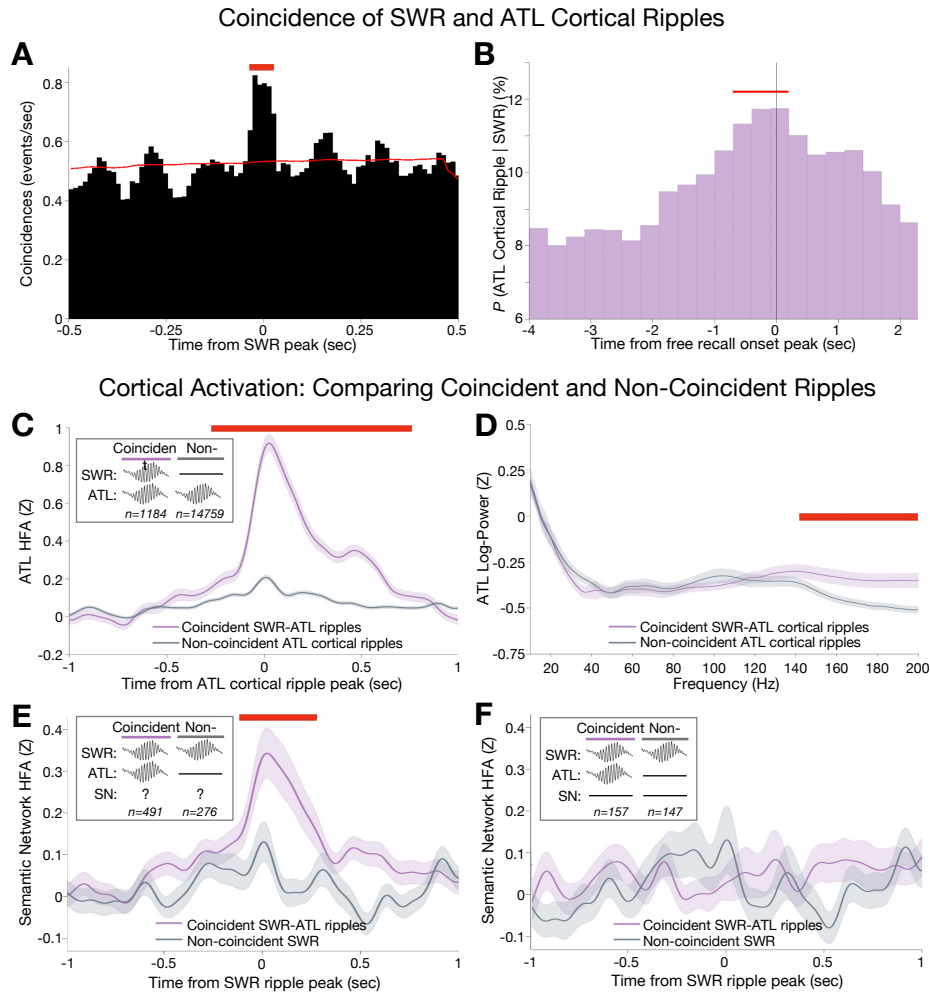 Coincidence of SWR and ATL Cortical Ripples
A
Coincidences (events/sec)
0.8
0.6
0.4
0.2
0
-0.5
-0.25
0
0.25
0.5
Time from SWR peak (sec)
B
P (ATL Cortical Ripple | SWR) (%)
12
10
8
6
-4
-3
-2
-1
0
1
2
Time from free recall onset peak (sec)
Cortical Activation: Comparing Coincident and Non-Coincident Ripples
C
ATL HFA (Z)
1
0.8
0.6
0.4
0.2
0
-0.2
Coinciden Non-
t
SWR:
ATL:
n=1184 n=14759
Coincident SWR-ATL ripples
Non-coincident ATL cortical ripples
-1
-0.5
0
0.5
1
Time from ATL cortical ripple peak (sec)
D
ATL Log-Power (Z)
0.5
0.25
0
-0.25
-0.5
-0.75
Coincident SWR-ATL cortical ripples
Non-coincident ATL cortical ripples
20
40
60
80
100
120
140
160
180
200
Frequency (Hz)
E
Semantic Network HFA (Z)
0.4
0.3
0.2
0.1
0
-0.1
Coincident Non-
SWR:
ATL:
SN: ? ?
n=491 n=276
Coincident SWR-ATL ripples
Non-coincident SWR
-1
-0.5
0
0.5
1
Time from SWR ripple peak (sec)
F
Semantic Network HFA (Z)
0.4
0.3
0.2
0.1
0
-0.1
Coincident Non-
SWR:
ATL:
SN:
n=157 n=147
Coincident SWR-ATL ripples
Non-coincident SWR
-1
-0.5
0
0.5
1
Time from SWR ripple peak (sec)